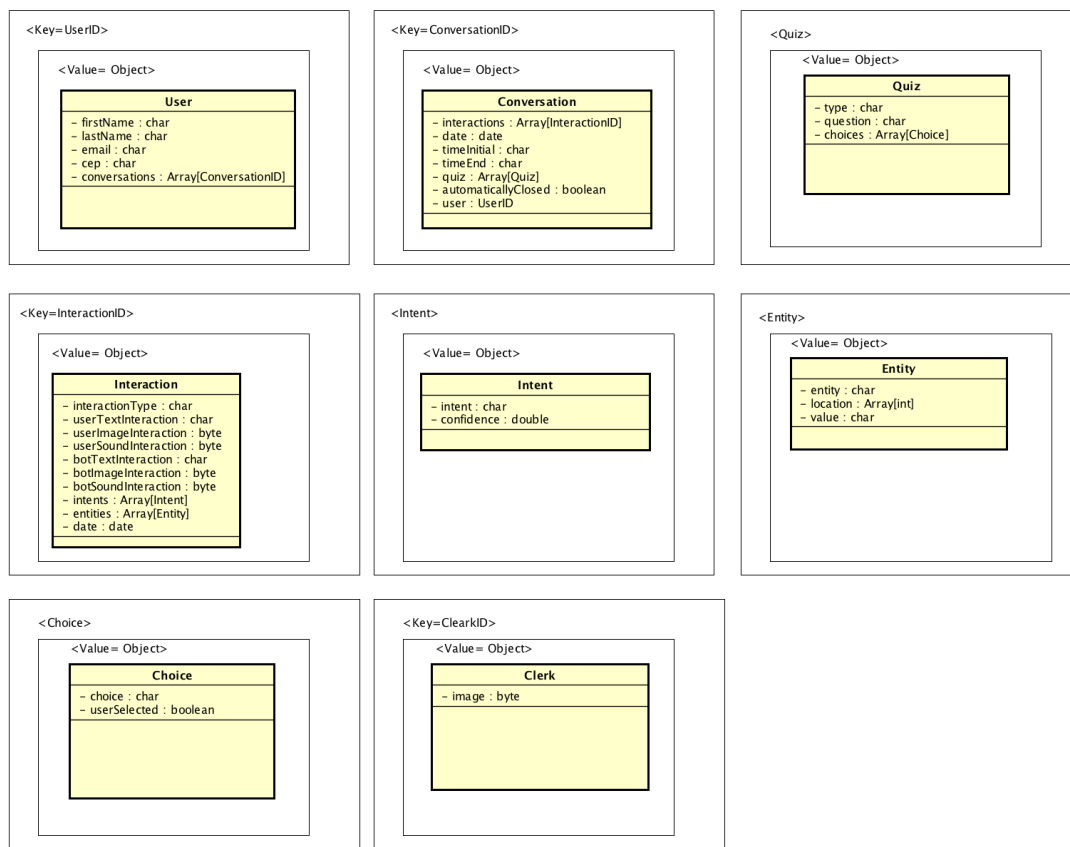 <Key=UserID>
<Value= Object>
User
– firstName : char
– lastName : char
– email : char
– cep : char
– conversations : Array[ConversationID]
<Key=ConversationID>
<Value= Object>
Conversation
– interactions : Array[InteractionID]
– date : date
– timeInitial : char
– timeEnd : char
– quiz : Array[Quiz]
– automaticallyClosed : boolean
– user : UserID
<Quiz>
<Value= Object>
Quiz
– type : char
– question : char
– choices : Array[Choice]
<Key=InteractionID>
<Value= Object>
Interaction
– interactionType : char
– userTextInteraction : char
– userImageInteraction : byte
– userSoundInteraction : byte
– botTextInteraction : char
– botImageInteraction : byte
– botSoundInteraction : byte
– intents : Array[Intent]
– entities : Array[Entity]
– date : date
<Intent>
<Value= Object>
Intent
– intent : char
– confidence : double
<Entity>
<Value= Object>
Entity
– entity : char
– location : Array[int]
– value : char
<Choice>
<Value= Object>
Choice
– choice : char
– userSelected : boolean
<Key=ClearkID>
<Value= Object>
Clerk
– image : byte